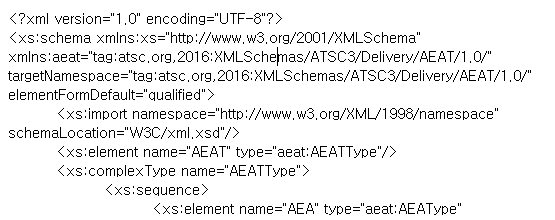 <?xml version="1.0" encoding="UTF-8"?>
<xs:schema xmlns:xs="http://www.w3.org/2001/XMLSchema"
xmlns:aeat="tag:atsc.org,2016:XMLSchemas/ATSC3/Delivery/AEAT/1.0/"
targetNamespace="tag:atsc.org,2016:XMLSchemas/ATSC3/Delivery/AEAT/1.0/"
elementFormDefault="qualified">
<xs:import namespace="http://www.w3.org/XML/1998/namespace"
schemaLocation="W3C/xml.xsd"/>
<xs:element name="AEAT" type="aeat:AEATType"/>
<xs:complexType name="AEATType">
<xs:sequence>
<xs:element name="AEA" type="aeat:AEAType"